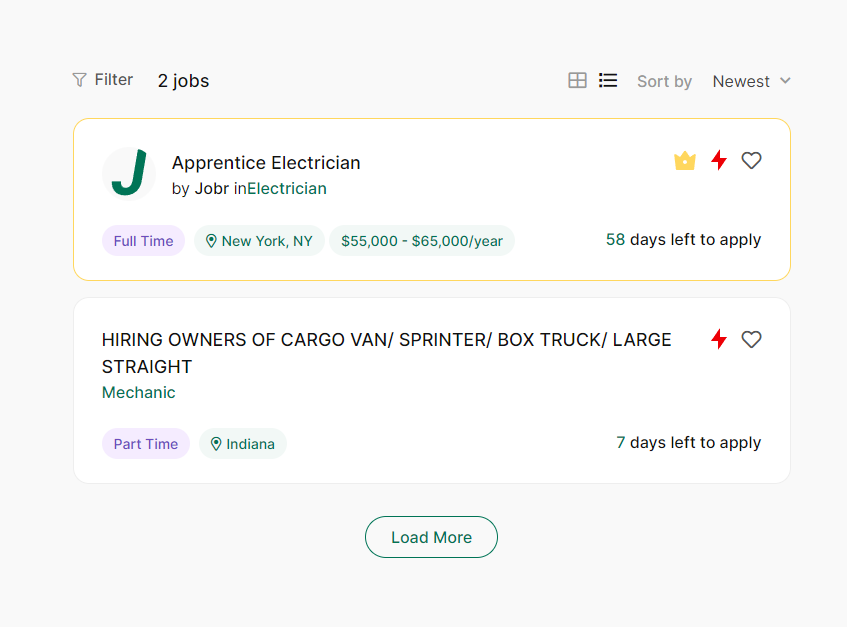 Filter 2 jobs Sort by Newest
J
Apprentice Electrician
by Jobr inElectrician
Full Time New York, NY $55,000 - $65,000/year 58 days left to apply
HIRING OWNERS OF CARGO VAN/ SPRINTER/ BOX TRUCK/ LARGE
STRAIGHT
Mechanic
Part Time Indiana 7 days left to apply
Load More